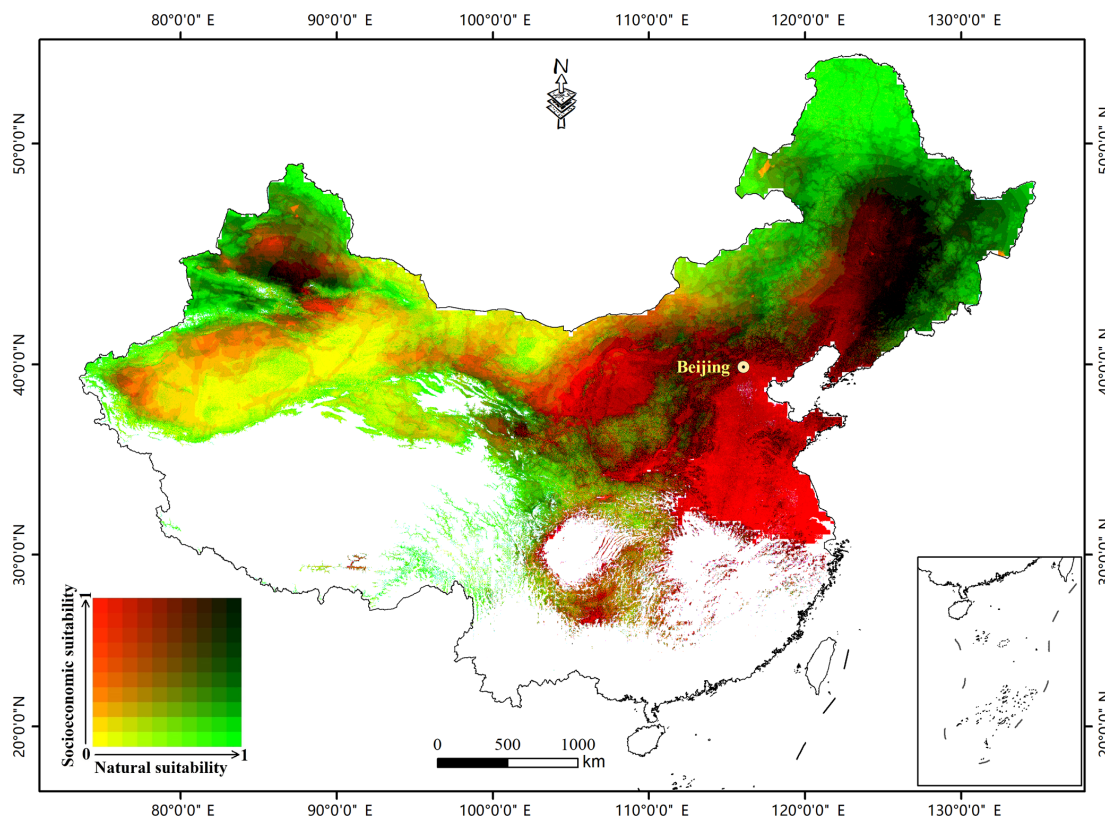 80°0'0" E 90°0'0" E 100°0'0" E 110°0'0" E 120°0'0" E 130°0'0" E
N
50°0'0"N 50°0'0" N
40°0'0"N 40°0'0" N
Beijing
30°0'0"N 30°0'0" N
1
Socioeconomic suitability
20°0'0"N 20°0'0" N
0 1
Natural suitability
0 500 1000
km
80°0'0" E 90°0'0" E 100°0'0" E 110°0'0" E 120°0'0" E 130°0'0" E